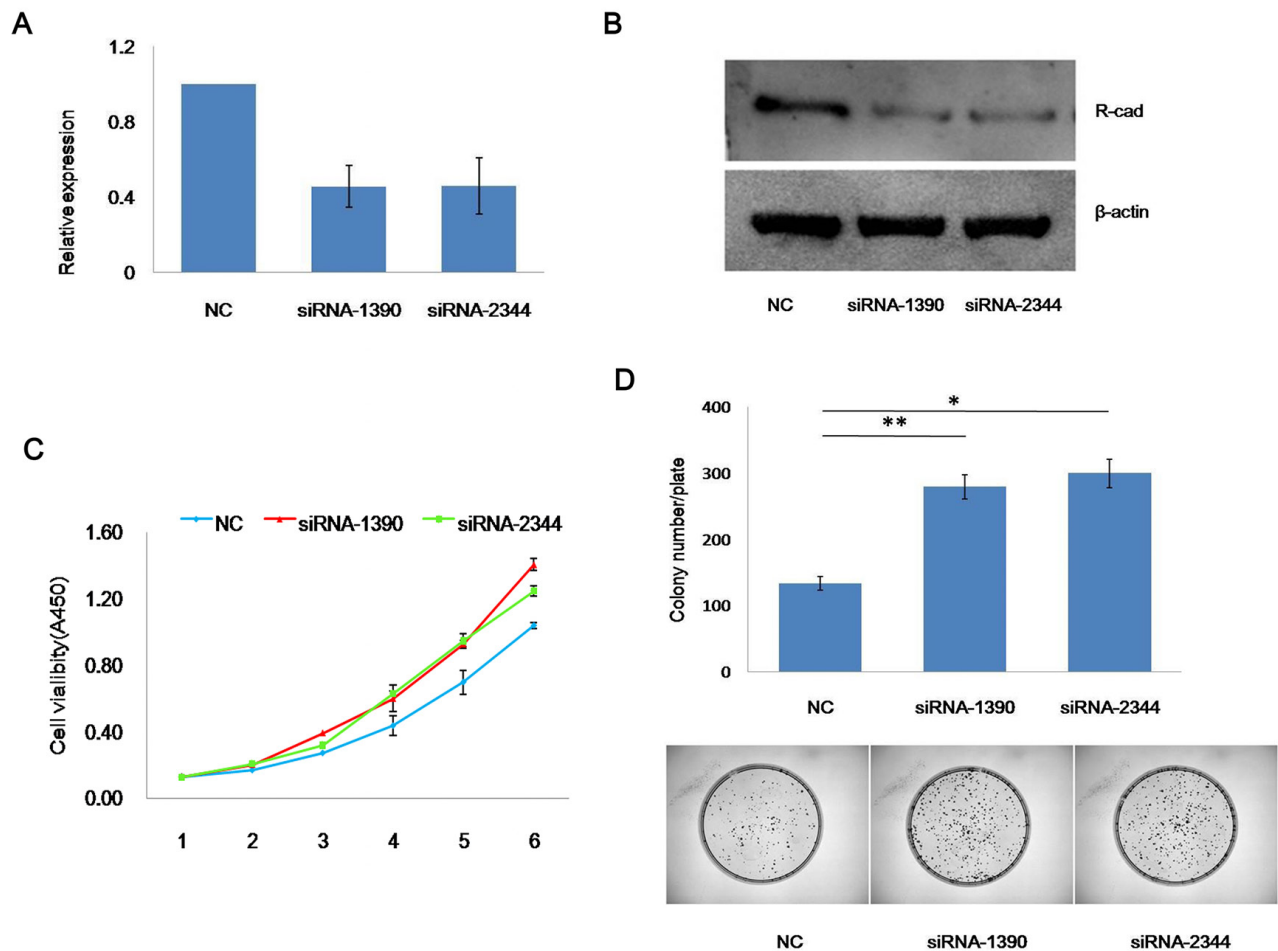 A
1.2
0.8
0.4
0
Relative expression
NC siRNA-1390 siRNA-2344
B
R-cad
β-actin
NC siRNA-1390 siRNA-2344
C
NC siRNA-1390 siRNA-2344
1.60
1.20
0.80
0.40
0.00
Cell vialibity(A450)
1 2 3 4 5 6
D
400
300
200
100
0
Colony number/plate
*
**
NC siRNA-1390 siRNA-2344
NC siRNA-1390 siRNA-2344